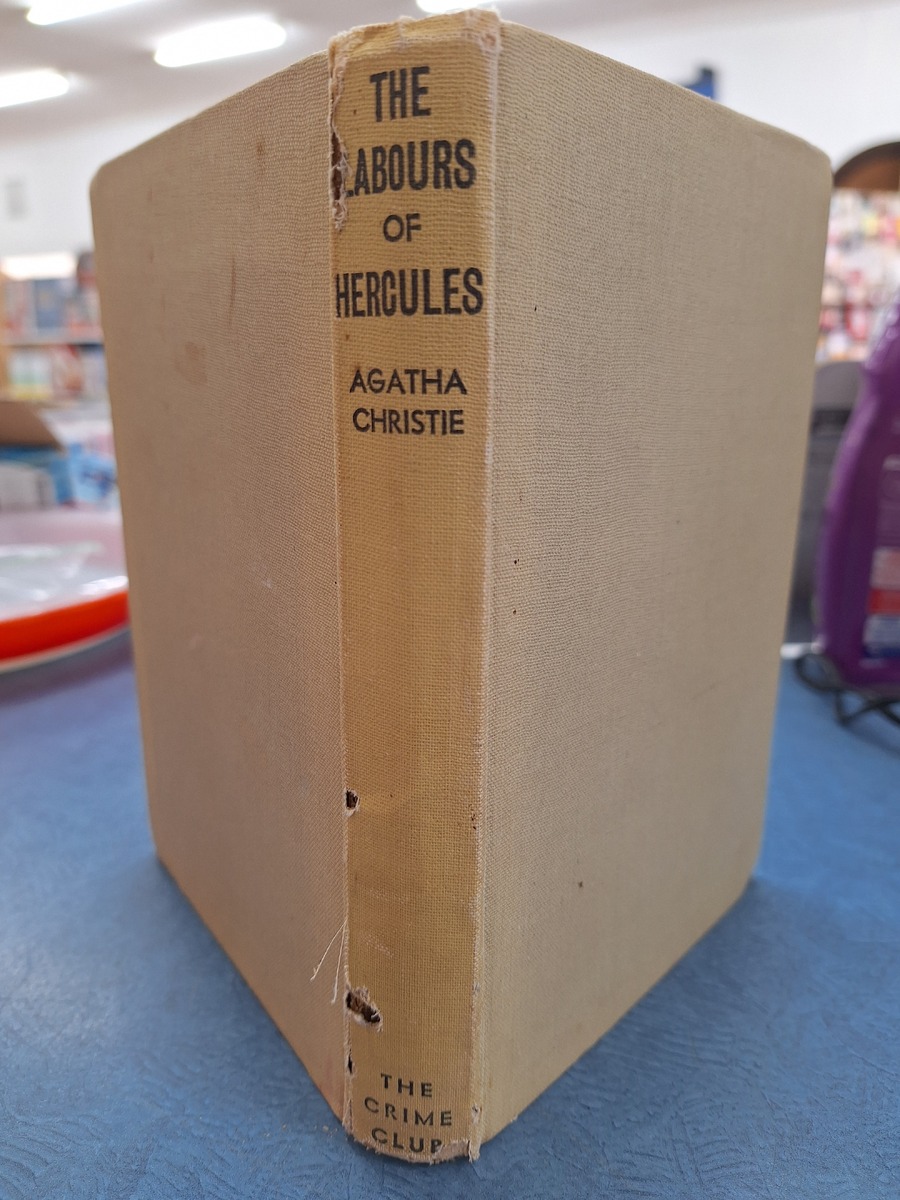 THE
LABOURS
OF
HERCULES
AGATHA
CHRISTIE
THE
CRIME
CLUB